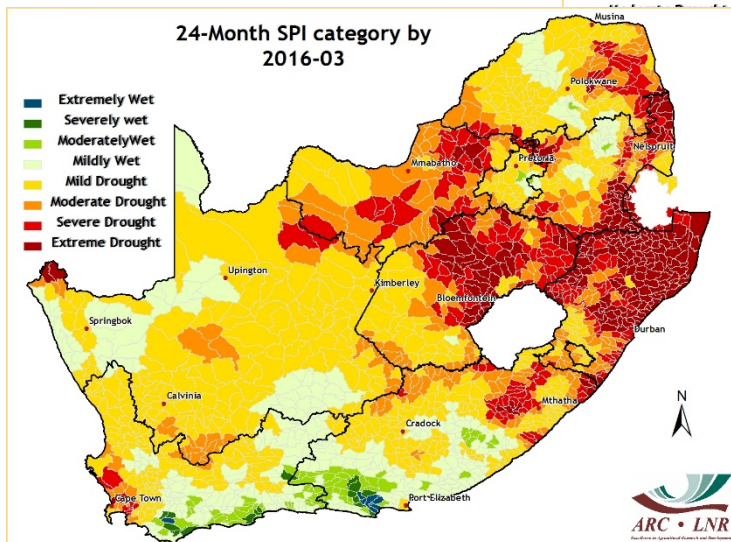 24-Month SPI category by
2016-03
Extremely Wet
Severely wet
ModeratelyWet
Mildly Wet
Mild Drought
Moderate Drought
Severe Drought
Extreme Drought
Musina
Polokwane
Nelspruit
Mmabatho
Pretoria
Upington
Kimberley
Bloemfontein
Springbok
Durban
Calvinia
Mthatha
Cradock
N
Cape Town
Port Elizabeth
ARC • LNR